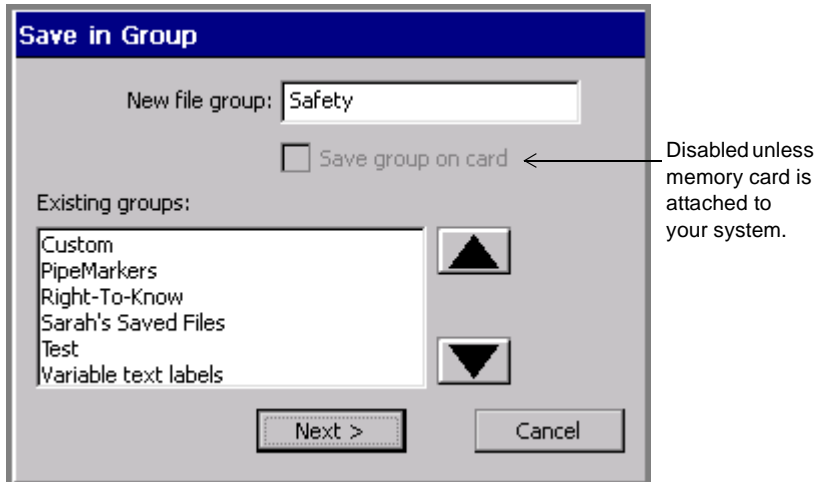 Save in Group
New file group: Safety
Save group on card
Disabled unless
memory card is
attached to
your system.
Existing groups:
Custom
PipeMarkers
Right-To-Know
Sarah's Saved Files
Test
Variable text labels
Next >
Cancel